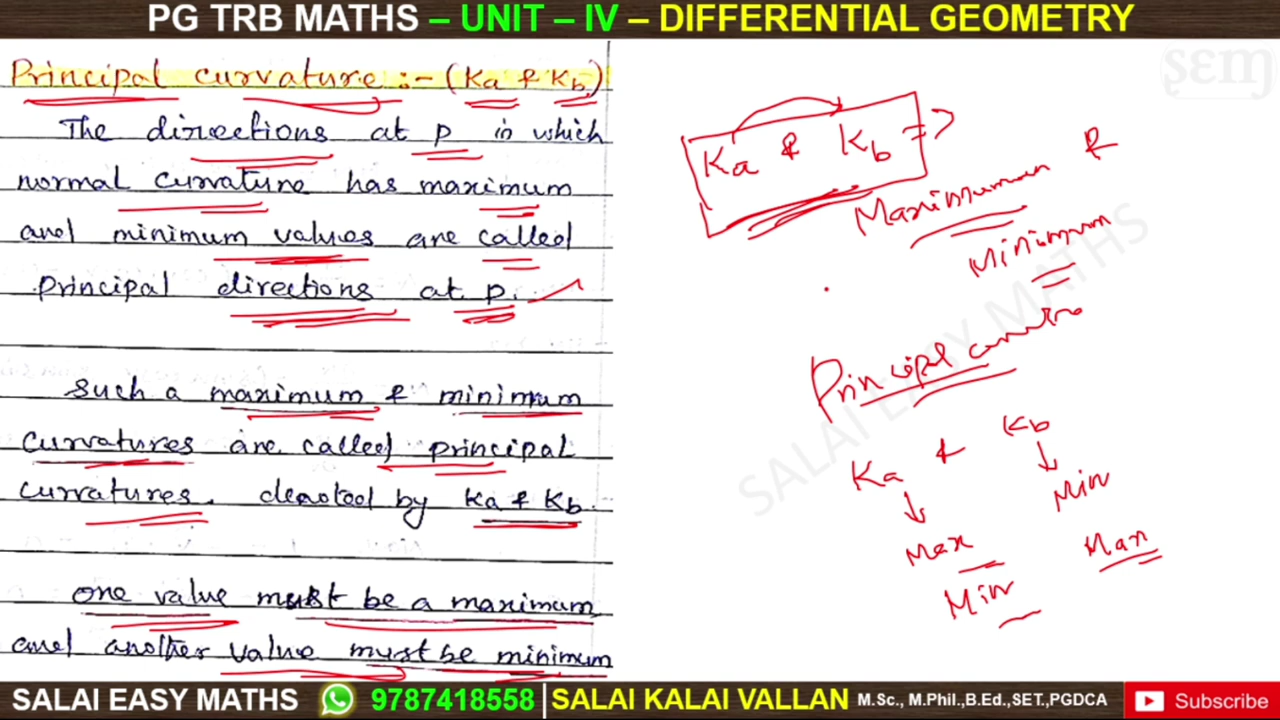 PG TRB MATHS – UNIT – IV – DIFFERENTIAL GEOMETRY
sem
Principal curvature :- (Ka & Kb)
The directions at p in which
normal curvature has maximum
and minimum values are called
principal directions at p.
such a maximum & minimum
curvatures are called principal
curvatures. denoted by Ka & Kb.
one value must be a maximum
and another value must be minimum
Ka & Kb =>
Maximum &
Minimum
Principal curvature
Ka & Kb
Max Min
Min Max
SALAI EASY MATHS
SALAI EASY MATHS 9787418558 | SALAI KALAI VALLAN M.Sc., M.Phil.,B.Ed.,SET.,PGDCA Subscribe